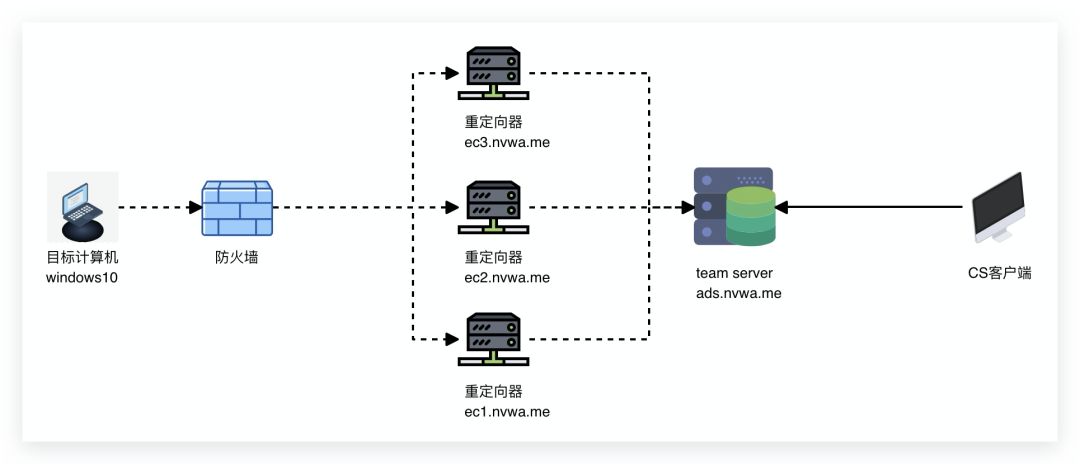 重定向器
ec3.nvwa.me
目标计算机
windows10
防火墙
重定向器
ec2.nvwa.me
team server
ads.nvwa.me
CS客户端
重定向器
ec1.nvwa.me